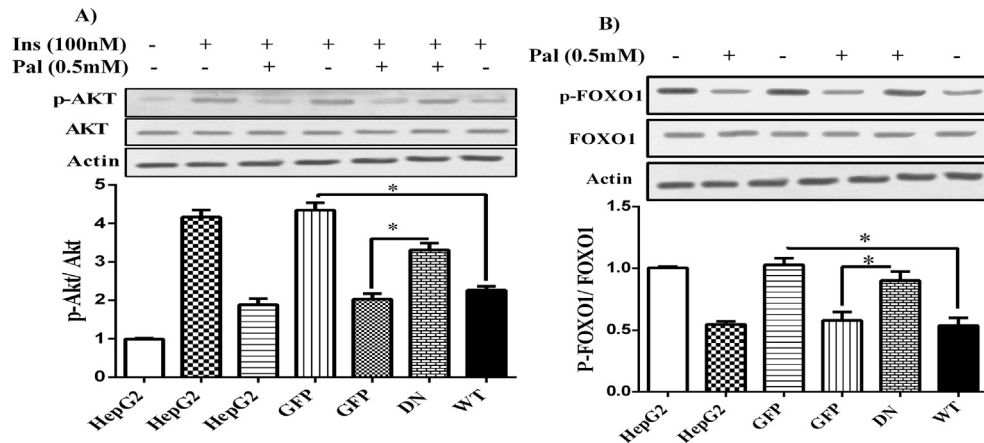 A)
Ins (100nM) - + + + + + +
Pal (0.5mM) - - + - + + -
p-AKT
AKT
Actin
p-Akt/ Akt
5
4
3
2
1
0
* 
*
HepG2 HepG2 HepG2 GFP GFP DN WT
B)
Pal (0.5mM) - + - + + -
p-FOXO1
FOXO1
Actin
P-FOXO1/ FOXO1
1.5
1.0
0.5
0.0
*
*
HepG2 HepG2 GFP GFP DN WT